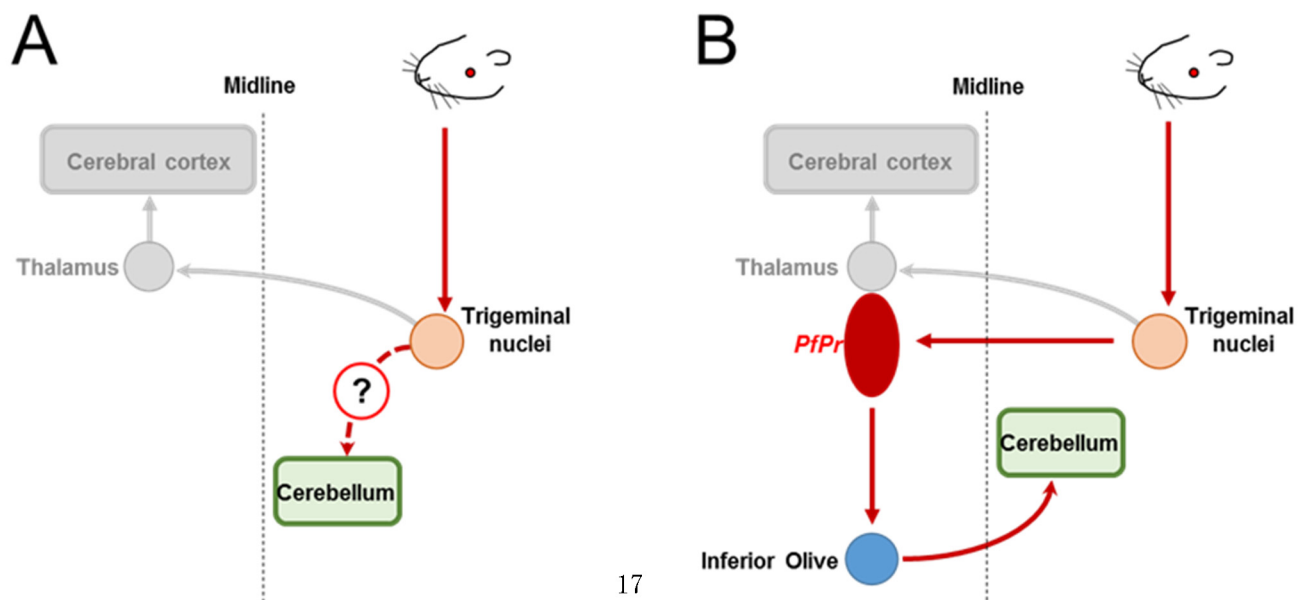 A
Midline
Cerebral cortex
Thalamus
Trigeminal
nuclei
?
Cerebellum
B
Midline
Cerebral cortex
Thalamus
PfPr
Trigeminal
nuclei
Cerebellum
Inferior Olive
17